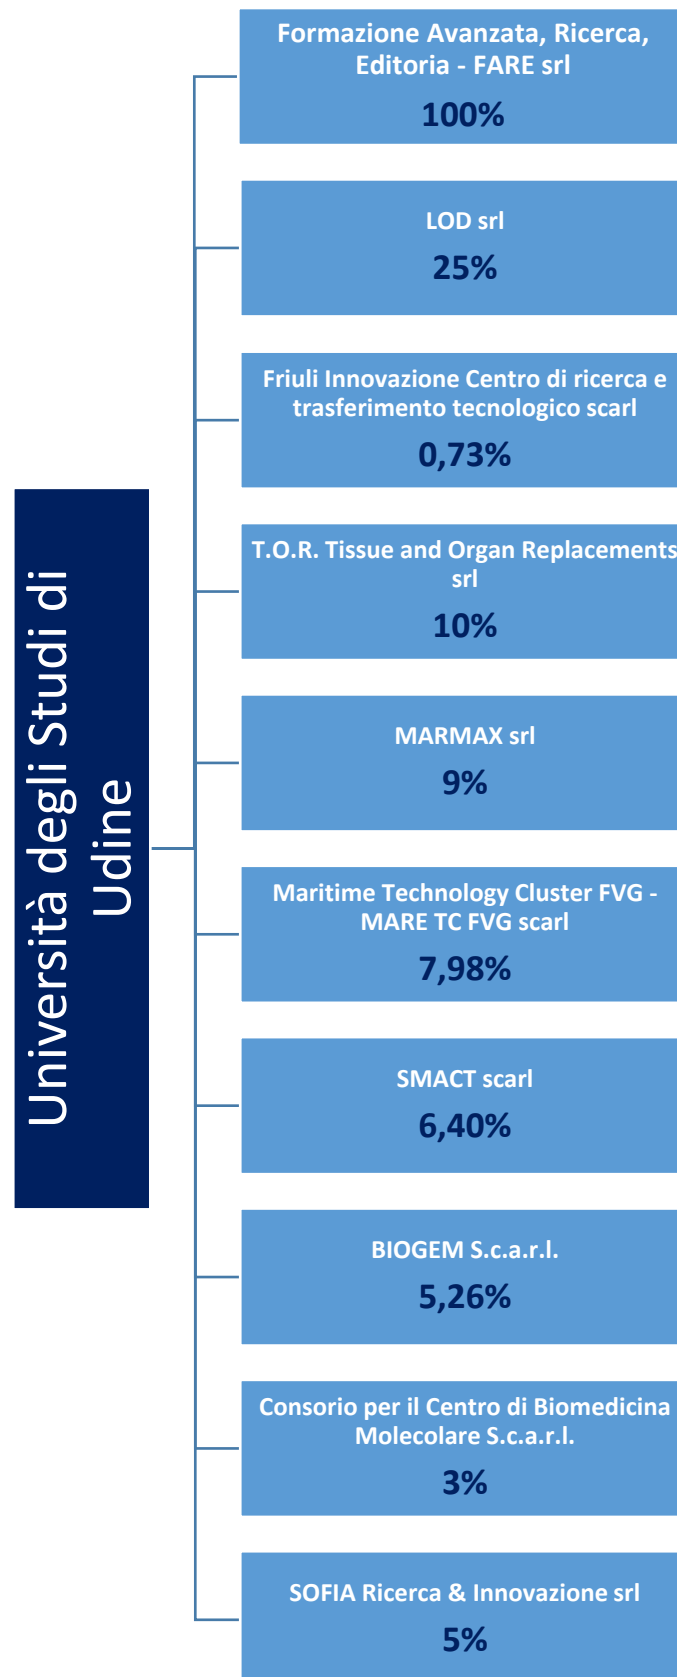 Università degli Studi di
Udine
Formazione Avanzata, Ricerca,
Editoria - FARE srl
100%
LOD srl
25%
Friuli Innovazione Centro di ricerca e
trasferimento tecnologico scarl
0,73%
T.O.R. Tissue and Organ Replacements
srl
10%
MARMAX srl
9%
Maritime Technology Cluster FVG -
MARE TC FVG scarl
7,98%
SMACT scarl
6,40%
BIOGEM S.c.a.r.l.
5,26%
Consorio per il Centro di Biomedicina
Molecolare S.c.a.r.l.
3%
SOFIA Ricerca & Innovazione srl
5%